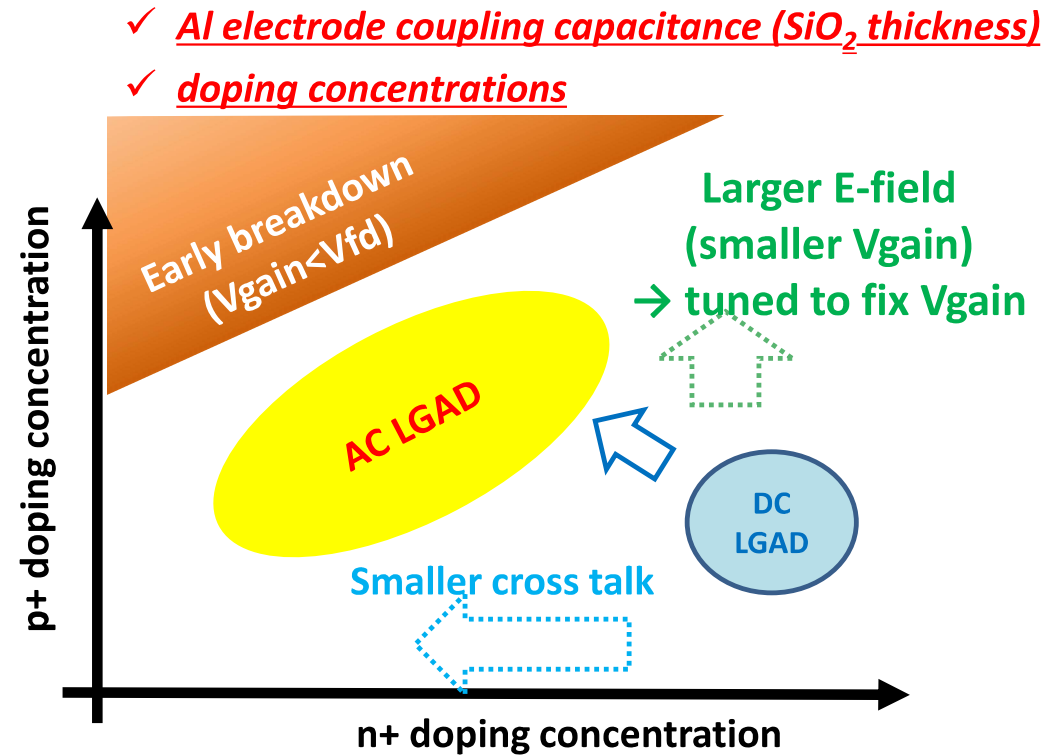 ✓ Al electrode coupling capacitance (SiO₂ thickness)
✓ doping concentrations
Early breakdown
(Vgain<Vfd)
Larger E-field
(smaller Vgain)
→ tuned to fix Vgain
AC LGAD
DC
LGAD
Smaller cross talk
p+ doping concentration
n+ doping concentration